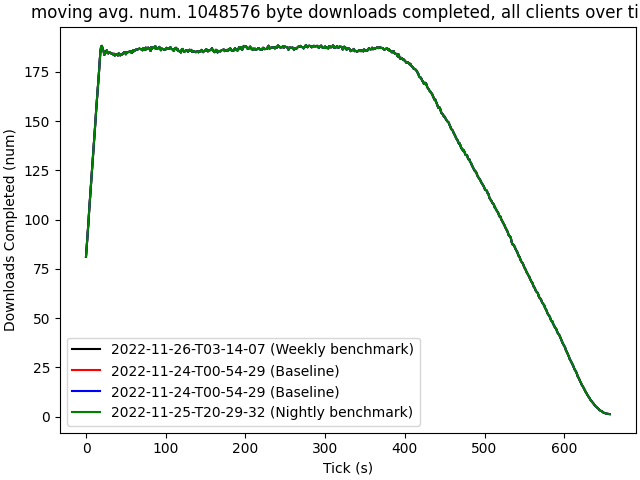 moving avg. num. 1048576 byte downloads completed, all clients over ti
Downloads Completed (num)
175
150
125
100
75
50
25
0
2022-11-26-T03-14-07 (Weekly benchmark)
2022-11-24-T00-54-29 (Baseline)
2022-11-24-T00-54-29 (Baseline)
2022-11-25-T20-29-32 (Nightly benchmark)
0 100 200 300 400 500 600
Tick (s)